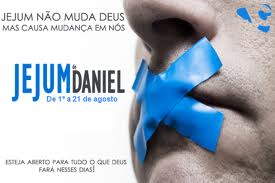 JEJUM NÃO MUDA DEUS
MAS CAUSA MUDANÇA EM NÓS
JEJUM de DANIEL
De 1º a 21 de agosto
ESTEJA ABERTO PARA TUDO O QUE DEUS
FARÁ NESSES DIAS!